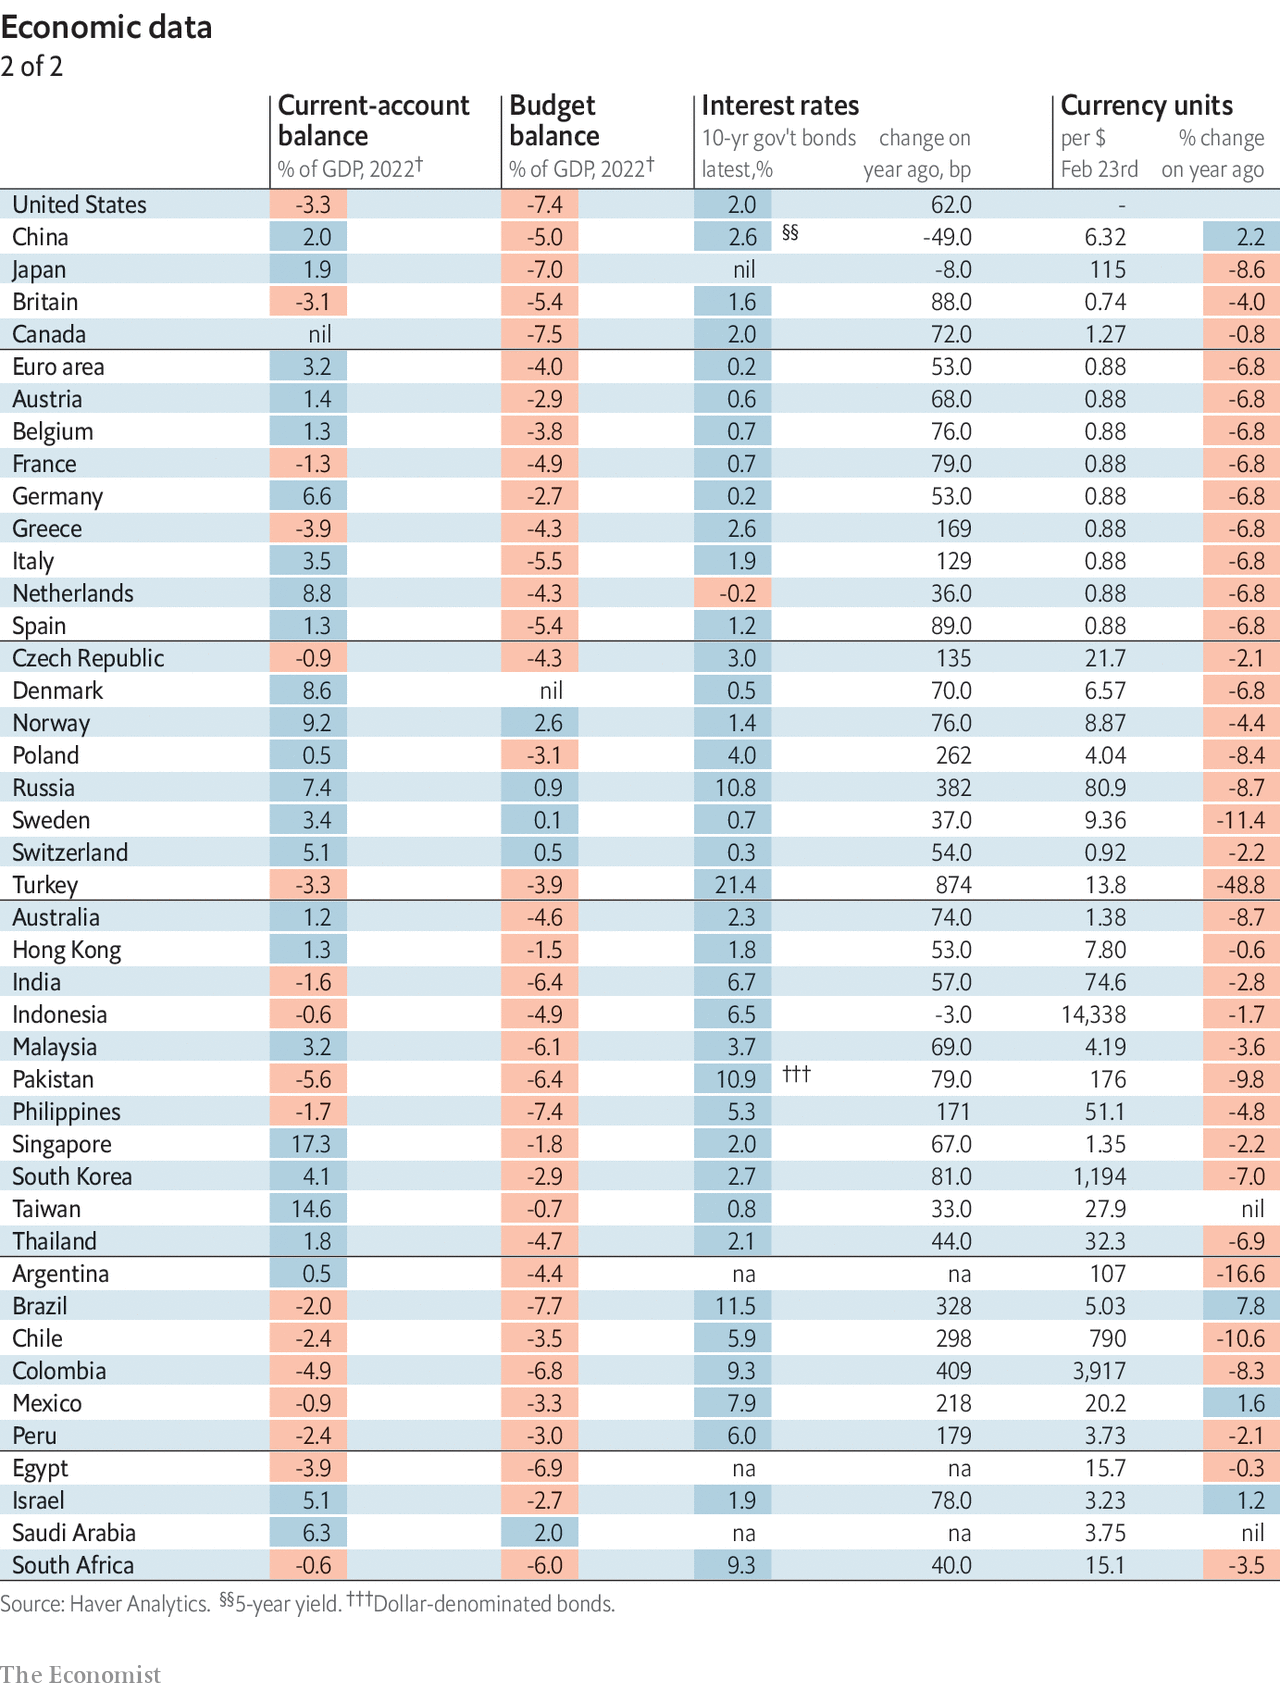 Economic data
2 of 2
Current-account balance % of GDP, 2022† Budget balance % of GDP, 2022† Interest rates 10-yr gov't bonds latest,% change on year ago, bp Currency units per $ Feb 23rd % change on year ago
United States -3.3 -7.4 2.0 62.0 -
China 2.0 -5.0 2.6 §§ -49.0 6.32 2.2
Japan 1.9 -7.0 nil -8.0 115 -8.6
Britain -3.1 -5.4 1.6 88.0 0.74 -4.0
Canada nil -7.5 2.0 72.0 1.27 -0.8
Euro area 3.2 -4.0 0.2 53.0 0.88 -6.8
Austria 1.4 -2.9 0.6 68.0 0.88 -6.8
Belgium 1.3 -3.8 0.7 76.0 0.88 -6.8
France -1.3 -4.9 0.7 79.0 0.88 -6.8
Germany 6.6 -2.7 0.2 53.0 0.88 -6.8
Greece -3.9 -4.3 2.6 169 0.88 -6.8
Italy 3.5 -5.5 1.9 129 0.88 -6.8
Netherlands 8.8 -4.3 -0.2 36.0 0.88 -6.8
Spain 1.3 -5.4 1.2 89.0 0.88 -6.8
Czech Republic -0.9 -4.3 3.0 135 21.7 -2.1
Denmark 8.6 nil 0.5 70.0 6.57 -6.8
Norway 9.2 2.6 1.4 76.0 8.87 -4.4
Poland 0.5 -3.1 4.0 262 4.04 -8.4
Russia 7.4 0.9 10.8 382 80.9 -8.7
Sweden 3.4 0.1 0.7 37.0 9.36 -11.4
Switzerland 5.1 0.5 0.3 54.0 0.92 -2.2
Turkey -3.3 -3.9 21.4 874 13.8 -48.8
Australia 1.2 -4.6 2.3 74.0 1.38 -8.7
Hong Kong 1.3 -1.5 1.8 53.0 7.80 -0.6
India -1.6 -6.4 6.7 57.0 74.6 -2.8
Indonesia -0.6 -4.9 6.5 -3.0 14,338 -1.7
Malaysia 3.2 -6.1 3.7 69.0 4.19 -3.6
Pakistan -5.6 -6.4 10.9 ††† 79.0 176 -9.8
Philippines -1.7 -7.4 5.3 171 51.1 -4.8
Singapore 17.3 -1.8 2.0 67.0 1.35 -2.2
South Korea 4.1 -2.9 2.7 81.0 1,194 -7.0
Taiwan 14.6 -0.7 0.8 33.0 27.9 nil
Thailand 1.8 -4.7 2.1 44.0 32.3 -6.9
Argentina 0.5 -4.4 na na 107 -16.6
Brazil -2.0 -7.7 11.5 328 5.03 7.8
Chile -2.4 -3.5 5.9 298 790 -10.6
Colombia -4.9 -6.8 9.3 409 3,917 -8.3
Mexico -0.9 -3.3 7.9 218 20.2 1.6
Peru -2.4 -3.0 6.0 179 3.73 -2.1
Egypt -3.9 -6.9 na na 15.7 -0.3
Israel 5.1 -2.7 1.9 78.0 3.23 1.2
Saudi Arabia 6.3 2.0 na na 3.75 nil
South Africa -0.6 -6.0 9.3 40.0 15.1 -3.5
Source: Haver Analytics. §§5-year yield. †††Dollar-denominated bonds.
The Economist